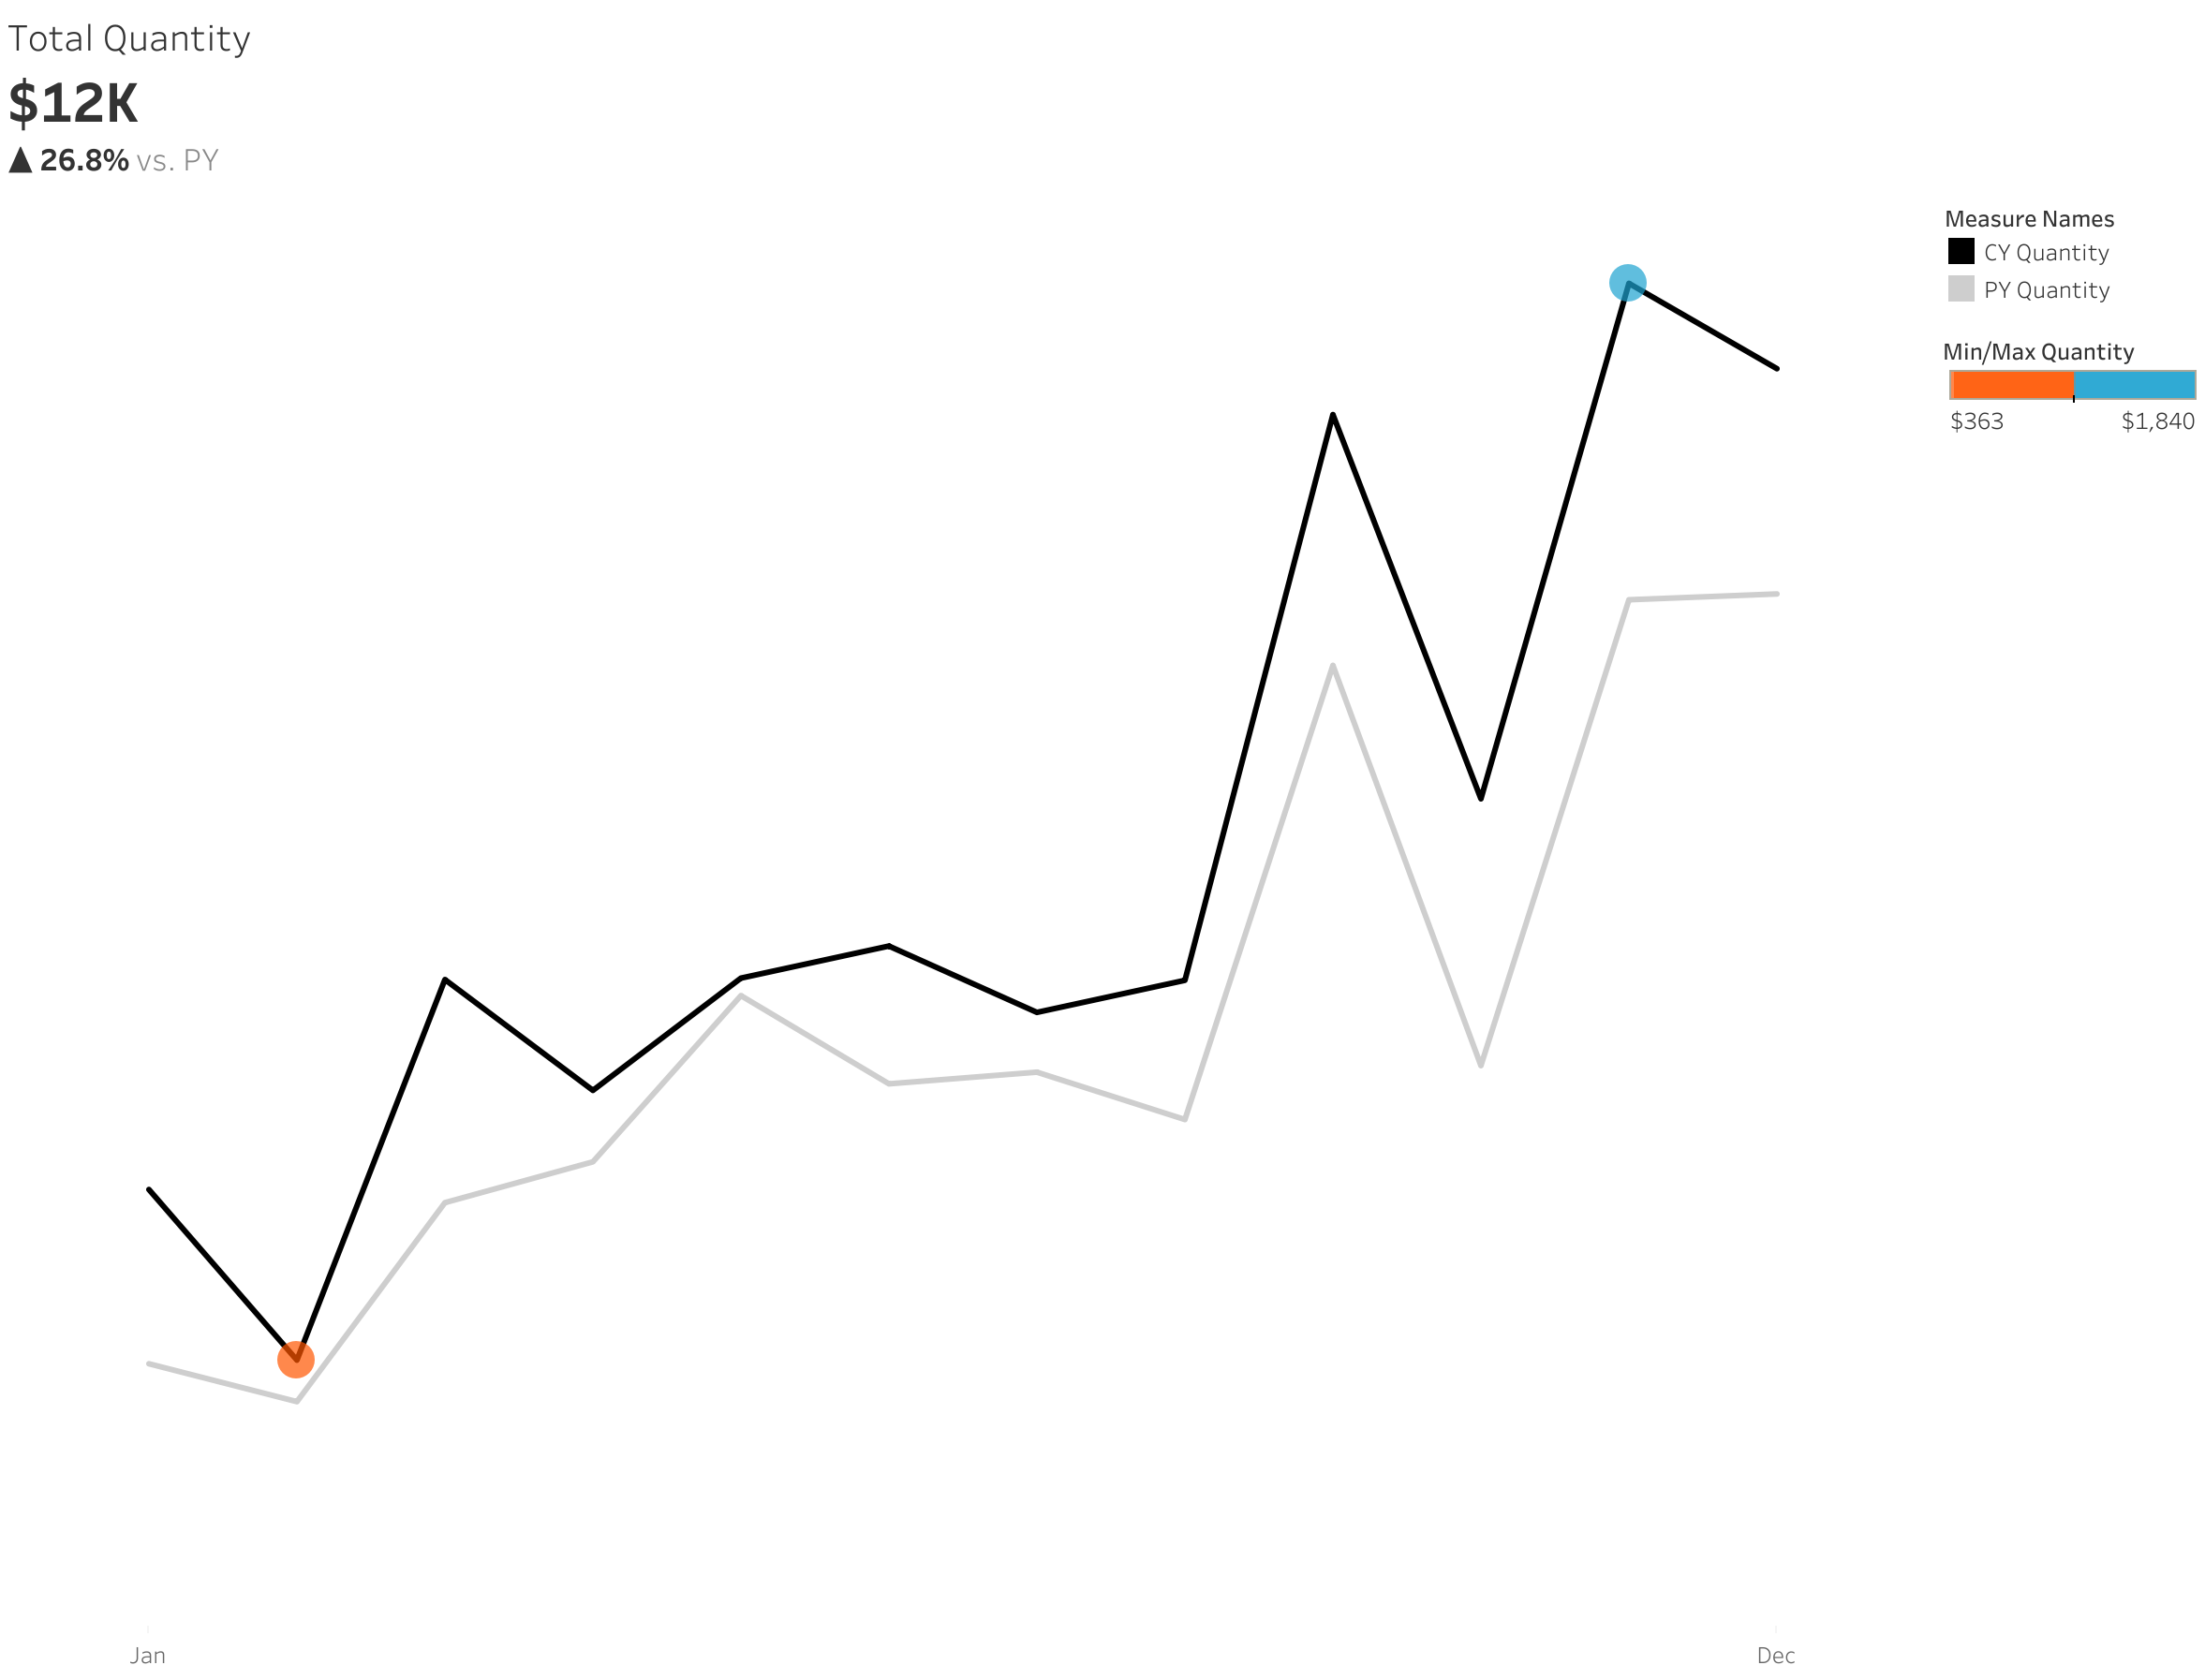 Total Quantity
$12K
▲ 26.8% vs. PY
Measure Names
CY Quantity
PY Quantity
Min/Max Quantity
$363 $1,840
Jan Dec